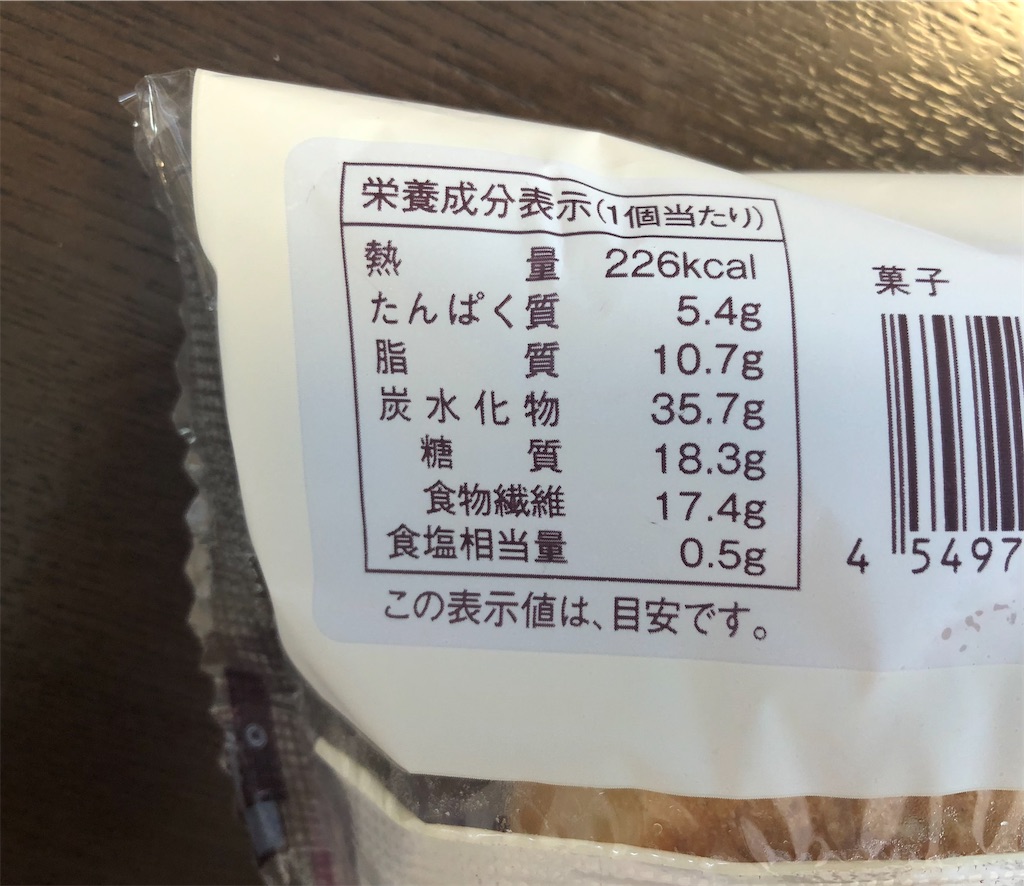 栄養成分表示(1個当たり)
熱量 226kcal
たんぱく質 5.4g
脂質 10.7g
炭水化物 35.7g
糖質 18.3g
食物繊維 17.4g
食塩相当量 0.5g
この表示値は、目安です。
菓子
4 5497